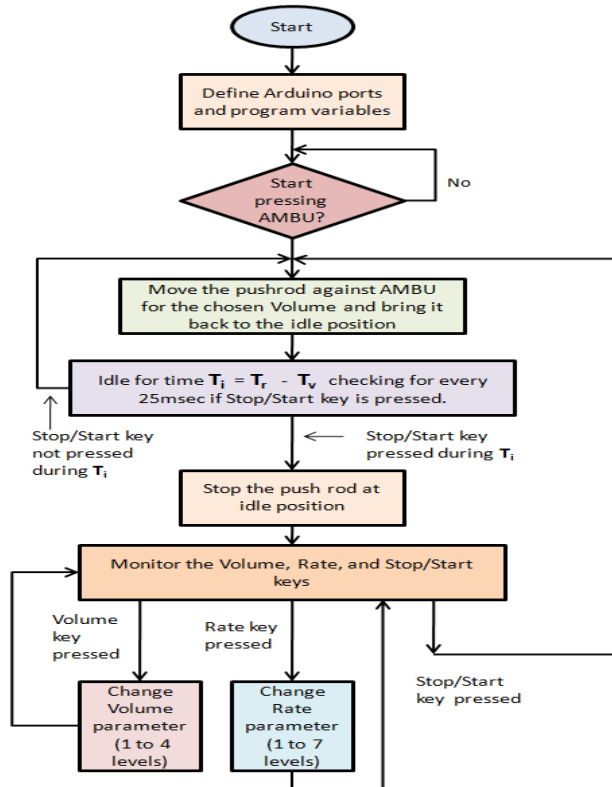 Start
Define Arduino ports
and program variables
Start
pressing
AMBU?
No
Move the pushrod against AMBU
for the chosen Volume and bring it
back to the idle position
Idle for time Ti = Tr - Tv checking for every
25msec if Stop/Start key is pressed.
Stop/Start key
not pressed
during Ti
Stop/Start key
pressed during Ti
Stop the push rod at
idle position
Monitor the Volume, Rate, and Stop/Start
keys
Volume
key
pressed
Rate key
pressed
Stop/Start
key pressed
Change
Volume
parameter
(1 to 4
levels)
Change
Rate
parameter
(1 to 7
levels)